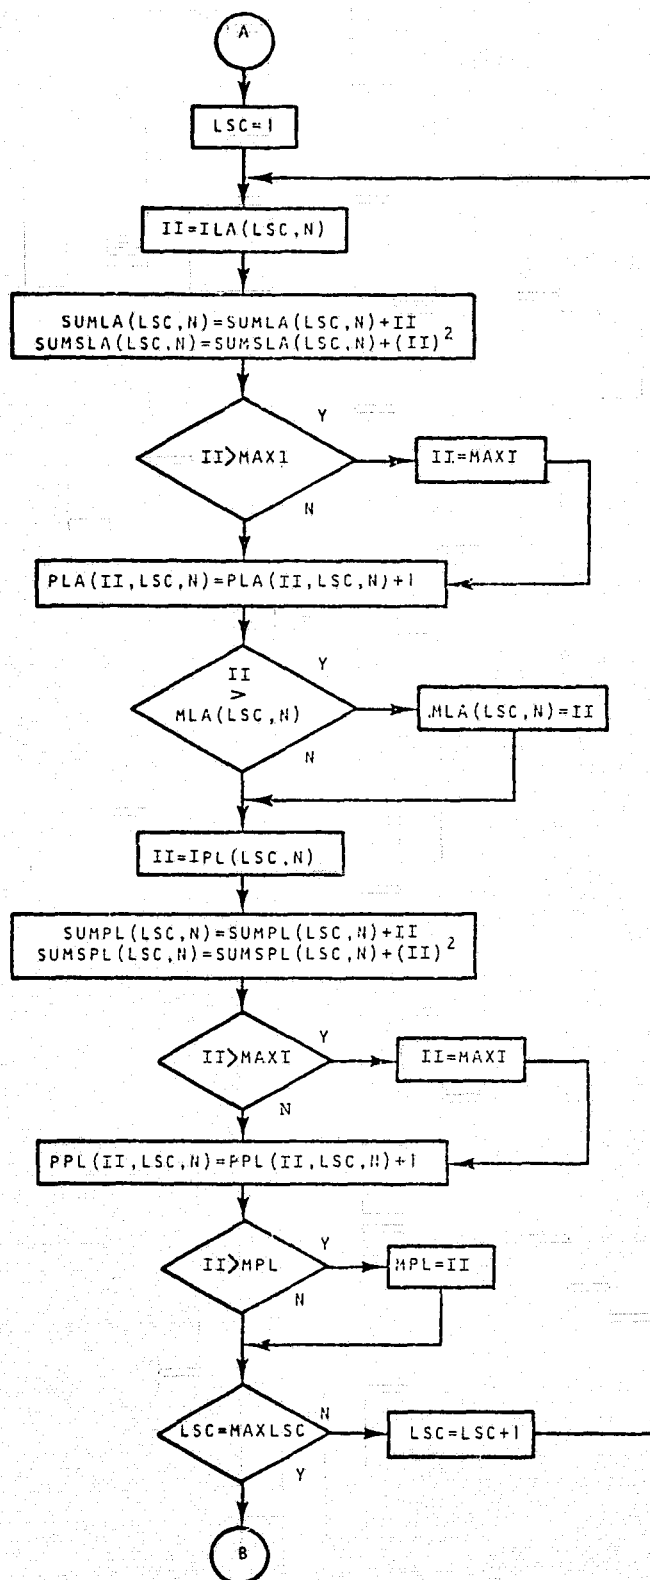 A
LSC=1
II=ILA(LSC,N)
SUMLA(LSC,N)=SUMLA(LSC,N)+II
SUMSLA(LSC,N)=SUMSLA(LSC,N)+(II)²
Y
II>MAX1
II=MAXI
N
PLA(II,LSC,N)=PLA(II,LSC,N)+1
II
>
MLA(LSC,N)
Y
MLA(LSC,N)=II
N
II=IPL(LSC,N)
SUMPL(LSC,N)=SUMPL(LSC,N)+II
SUMSPL(LSC,N)=SUMSPL(LSC,N)+(II)²
Y
II>MAXI
II=MAXI
N
PPL(II,LSC,N)=PPL(II,LSC,N)+1
Y
II>MPL
MPL=II
N
LSC=MAXLSC
N
LSC=LSC+1
Y
B